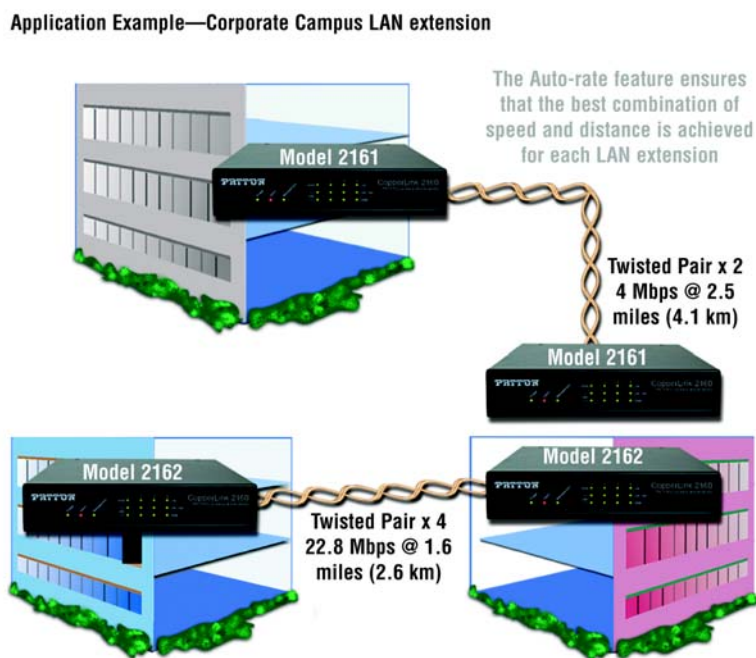 Application Example—Corporate Campus LAN extension
The Auto-rate feature ensures
that the best combination of
speed and distance is achieved
for each LAN extension
Model 2161
PATTON
CopperLink 2160
Twisted Pair x 2
4 Mbps @ 2.5
miles (4.1 km)
Model 2161
PATTON
CopperLink 2160
Model 2162
PATTON
CopperLink 2160
Model 2162
PATTON
CopperLink 2160
Twisted Pair x 4
22.8 Mbps @ 1.6
miles (2.6 km)